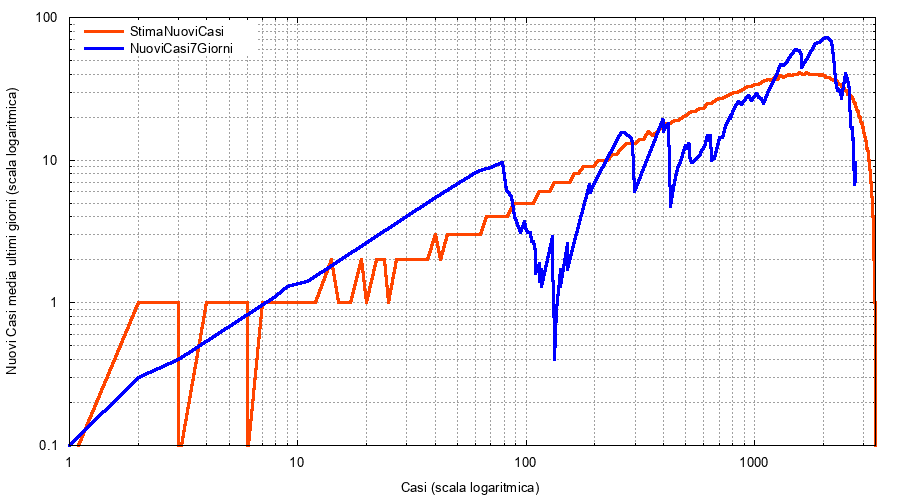 100
StimaNuoviCasi
NuoviCasi7Giorni
Nuovi Casi media ultimi giorni (scala logaritmica)
10
1
0.1
1
10
100
1000
Casi (scala logaritmica)